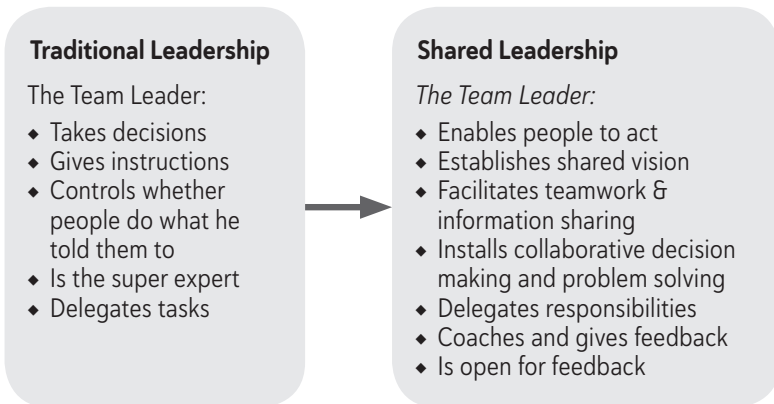 Traditional Leadership
The Team Leader:
◆ Takes decisions
◆ Gives instructions
◆ Controls whether
people do what he
told them to
◆ Is the super expert
◆ Delegates tasks
Shared Leadership
The Team Leader:
◆ Enables people to act
◆ Establishes shared vision
◆ Facilitates teamwork &
information sharing
◆ Installs collaborative decision
making and problem solving
◆ Delegates responsibilities
◆ Coaches and gives feedback
◆ Is open for feedback